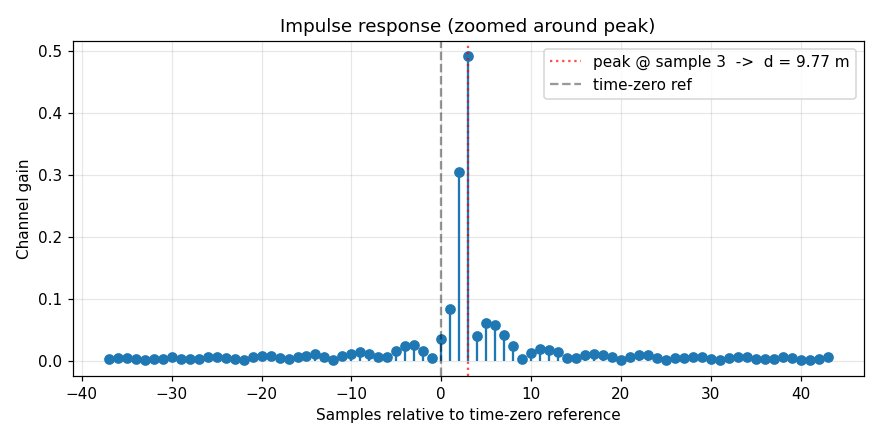 Impulse response (zoomed around peak)
peak @ sample 3  ->  d = 9.77 m
time-zero ref
Channel gain
0.5
0.4
0.3
0.2
0.1
0.0
−40 −30 −20 −10 0 10 20 30 40
Samples relative to time-zero reference